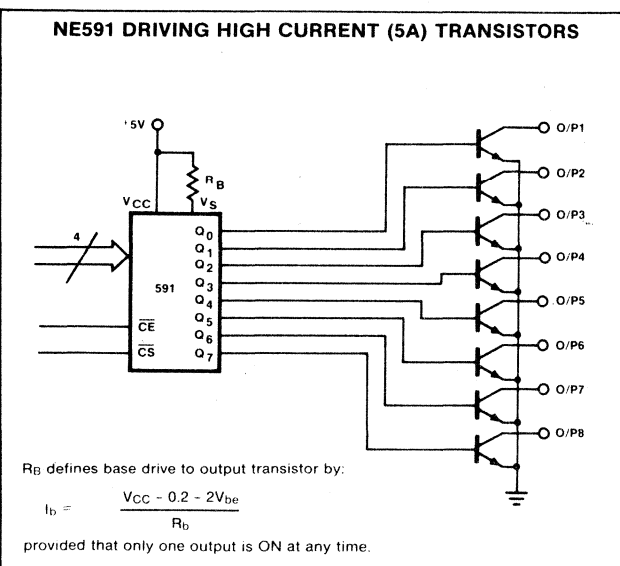 NE591 DRIVING HIGH CURRENT (5A) TRANSISTORS
+5V
RB
VCC
VS
4
591
CE
CS
Q0
Q1
Q2
Q3
Q4
Q5
Q6
Q7
O/P1
O/P2
O/P3
O/P4
O/P5
O/P6
O/P7
O/P8
RB defines base drive to output transistor by:
Ib = VCC - 0.2 - 2Vbe
Rb
provided that only one output is ON at any time.